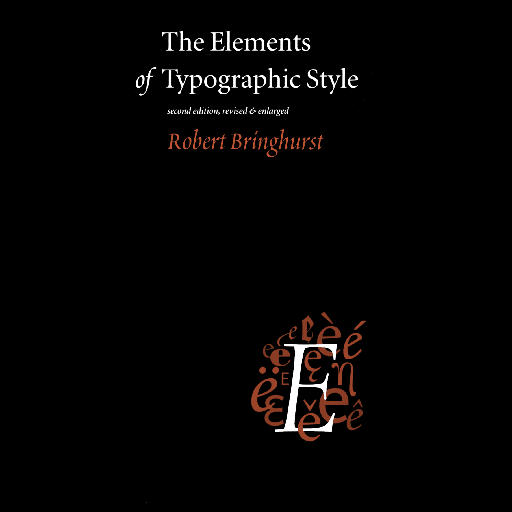 The Elements
of Typographic Style
second edition, revised & enlarged
Robert Bringhurst
E